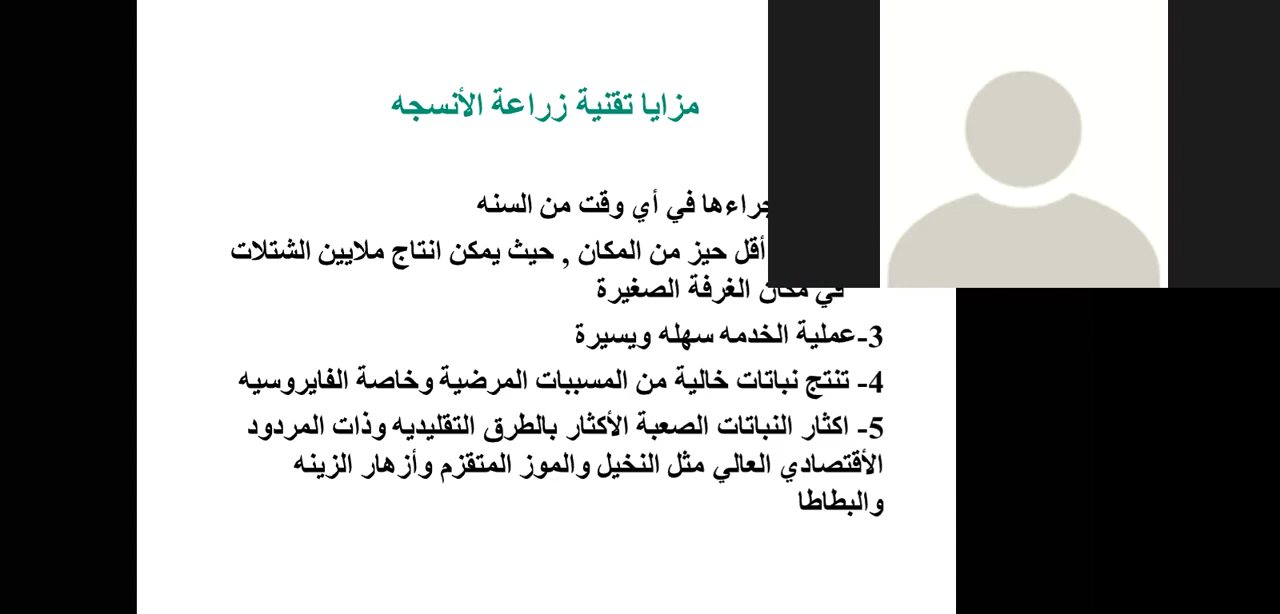 مزايا تقنية زراعة الأنسجه
في أي وقت من السنه
أقل حيز من المكان , حيث يمكن انتاج ملايين الشتلات
في مكان الغرفة الصغيرة
3-عملية الخدمه سهله ويسيرة
4- تنتج نباتات خالية من المسببات المرضية وخاصة الفايروسيه
5- اكثار النباتات الصعبة الأكثار بالطرق التقليديه وذات المردود
الأقتصادي العالي مثل النخيل والموز المتقزم وأزهار الزينه
والبطاطا